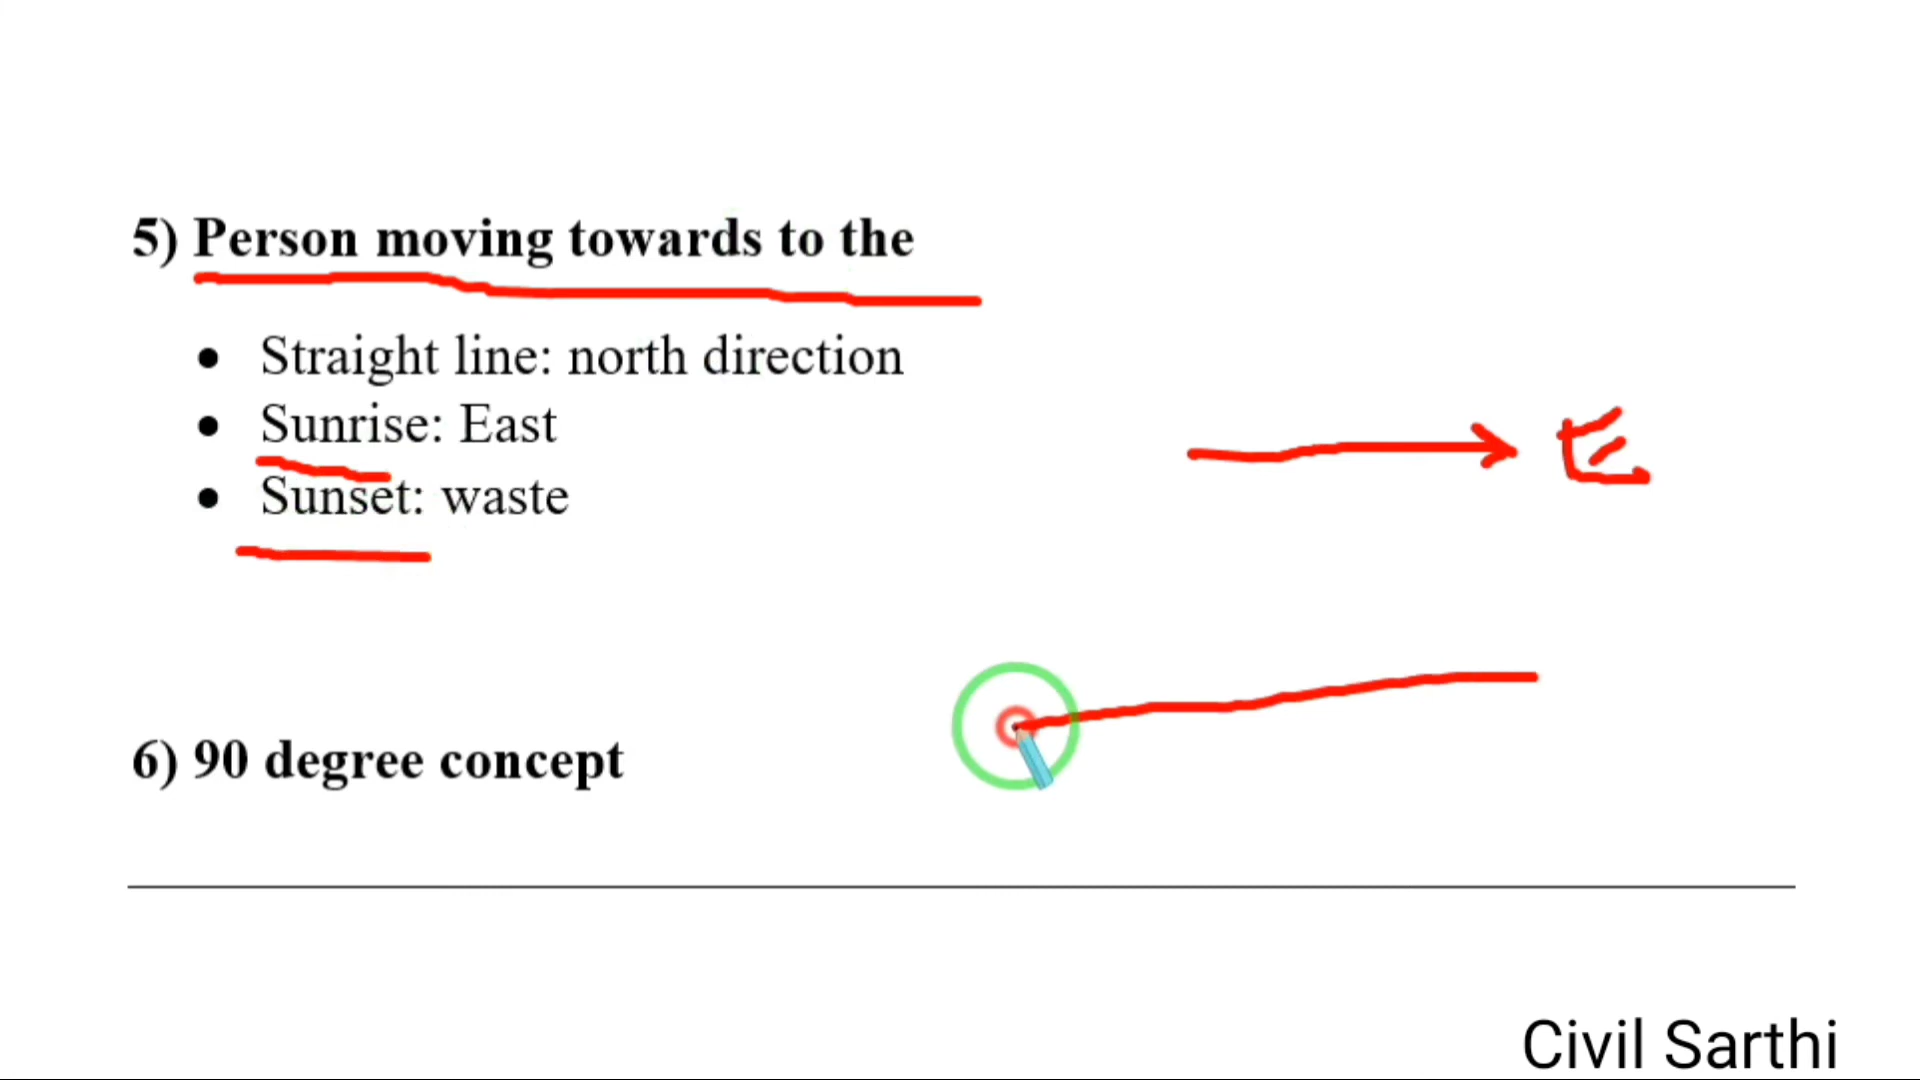 5) Person moving towards to the
● Straight line: north direction
● Sunrise: East
E
● Sunset: waste
6) 90 degree concept
Civil Sarthi